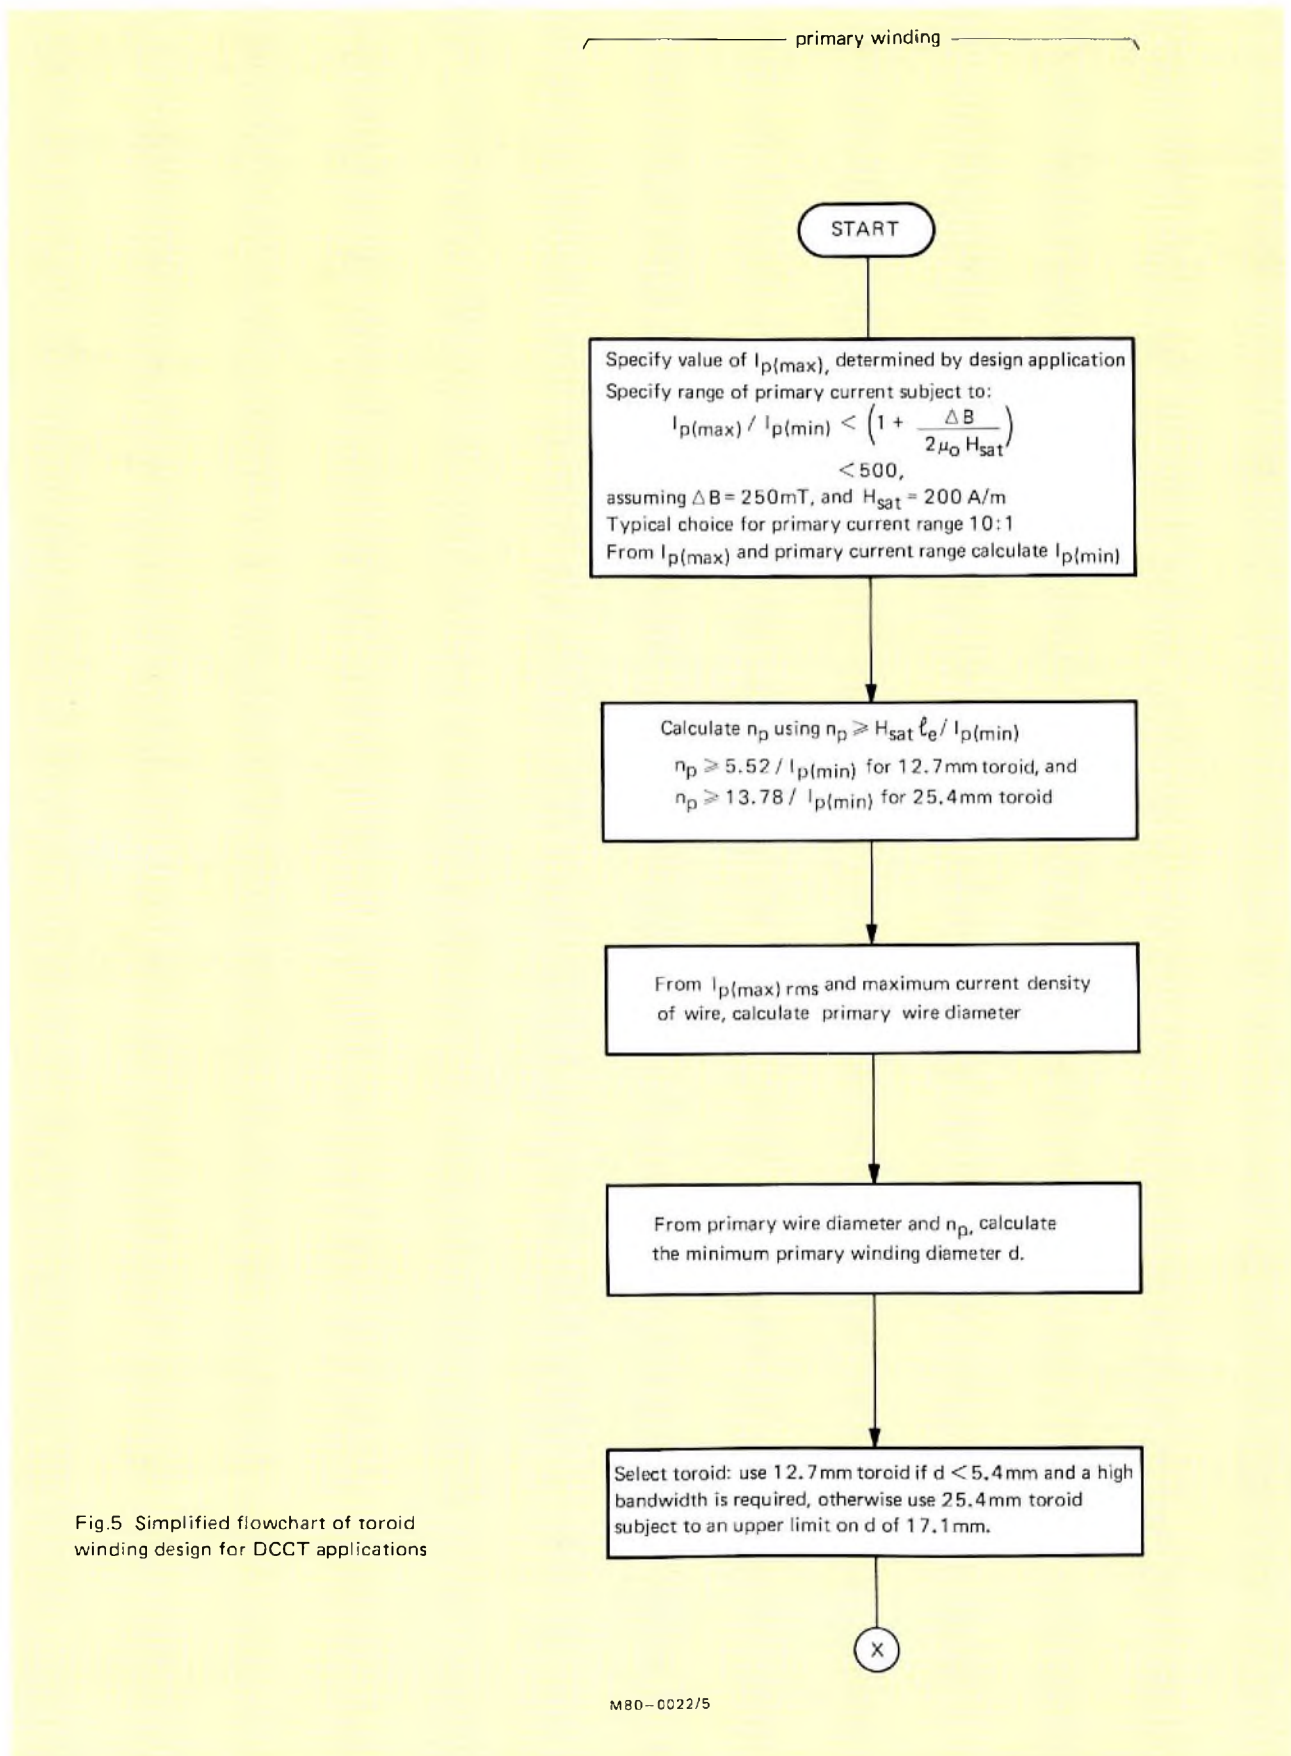 primary winding
START
Specify value of Ip(max), determined by design application
Specify range of primary current subject to:
Ip(max) / Ip(min) < (1 + ΔB / 2μo Hsat)
<500,
assuming ΔB = 250mT, and Hsat = 200 A/m
Typical choice for primary current range 10:1
From Ip(max) and primary current range calculate Ip(min)
Calculate np using np ⩾ Hsat ℓe / Ip(min)
np ⩾ 5.52 / Ip(min) for 12.7mm toroid, and
np ⩾ 13.78 / Ip(min) for 25.4mm toroid
From Ip(max) rms and maximum current density
of wire, calculate primary wire diameter
From primary wire diameter and np, calculate
the minimum primary winding diameter d.
Select toroid: use 12.7mm toroid if d < 5.4mm and a high
bandwidth is required, otherwise use 25.4mm toroid
subject to an upper limit on d of 17.1mm.
X
Fig.5 Simplified flowchart of toroid
winding design for DCCT applications
M80–0022/5